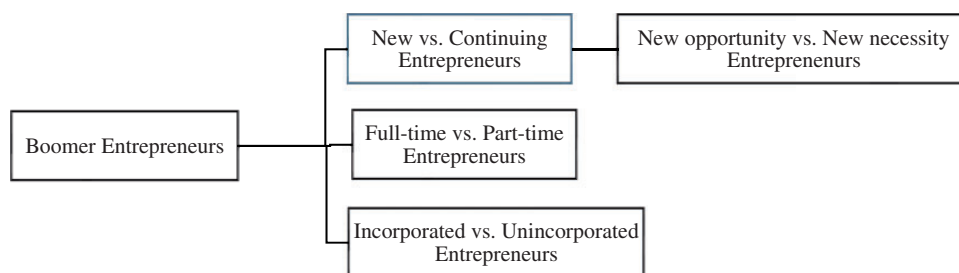 New vs. Continuing
Entrepreneurs
New opportunity vs. New necessity
Entreprenenurs
Boomer Entrepreneurs
Full-time vs. Part-time
Entrepreneurs
Incorporated vs. Unincorporated
Entrepreneurs